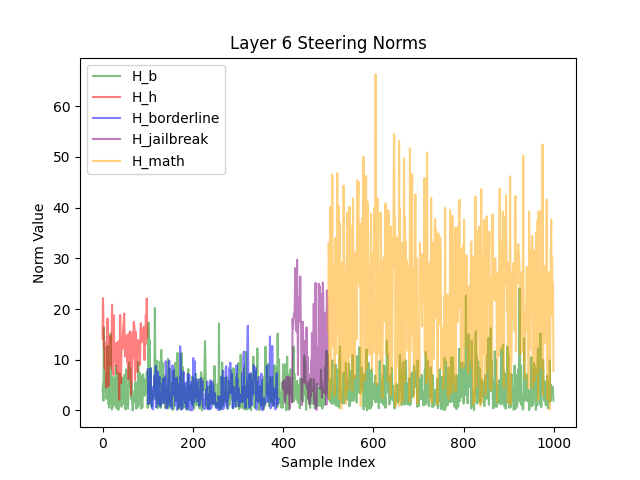 Layer 6 Steering Norms
H_b
H_h
H_borderline
H_jailbreak
H_math
Norm Value
60
50
40
30
20
10
0
0 200 400 600 800 1000
Sample Index